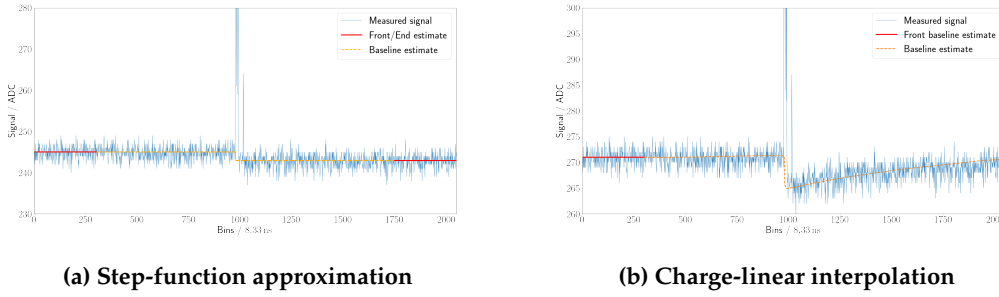 280
270
260
250
240
230
Signal / ADC
0
250
500
750
1000
1250
1500
1750
2000
Bins / 8.33 ns
Measured signal
Front/End estimate
Baseline estimate
(a) Step-function approximation
300
295
290
285
280
275
270
265
260
Signal / ADC
0
250
500
750
1000
1250
1500
1750
2000
Bins / 8.33 ns
Measured signal
Front baseline estimate
Baseline estimate
(b) Charge-linear interpolation